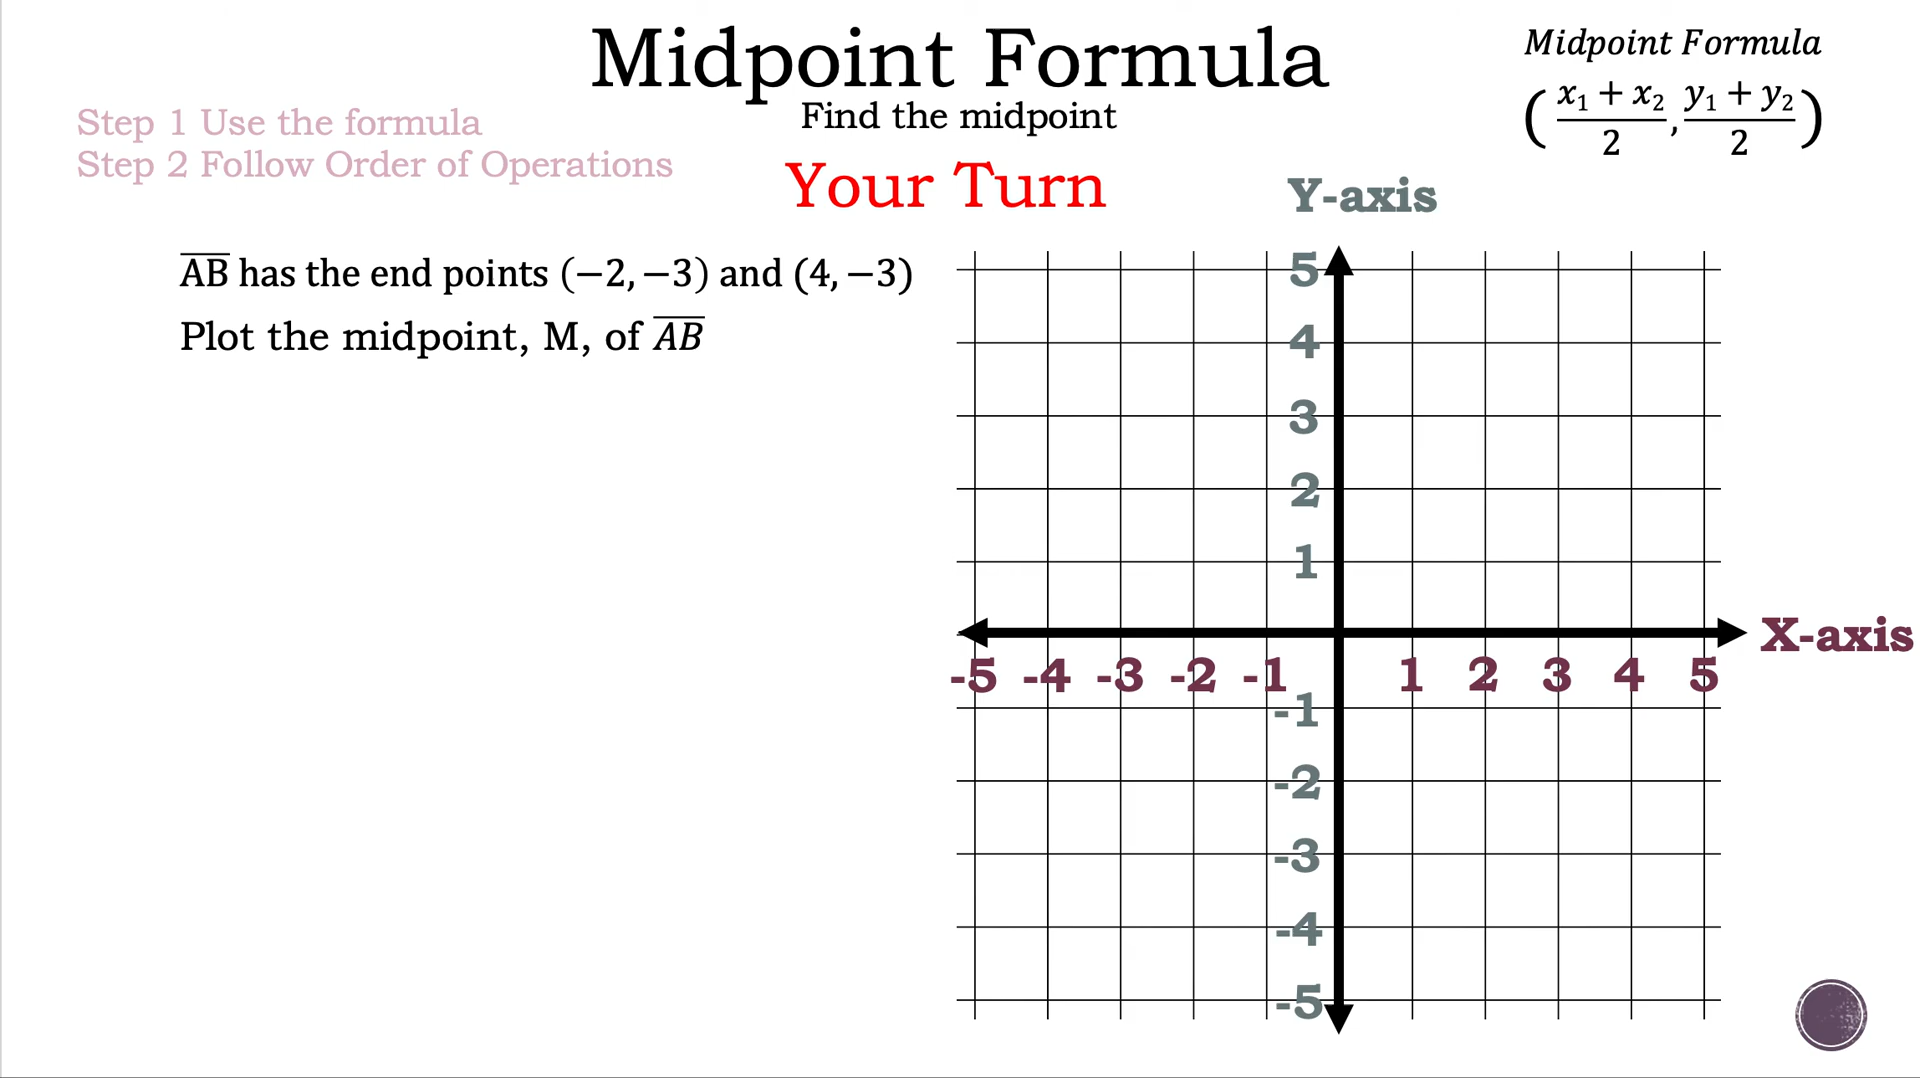 Midpoint Formula
Find the midpoint
Your Turn
Step 1 Use the formula
Step 2 Follow Order of Operations
Midpoint Formula
(x₁ + x₂/2, y₁ + y₂/2)
A̅B̅ has the end points (−2, −3) and (4, −3)
Plot the midpoint, M, of A̅B̅
Y-axis
5
4
3
2
1
X-axis
-5 -4 -3 -2 -1 1 2 3 4 5
-1
-2
-3
-4
-5